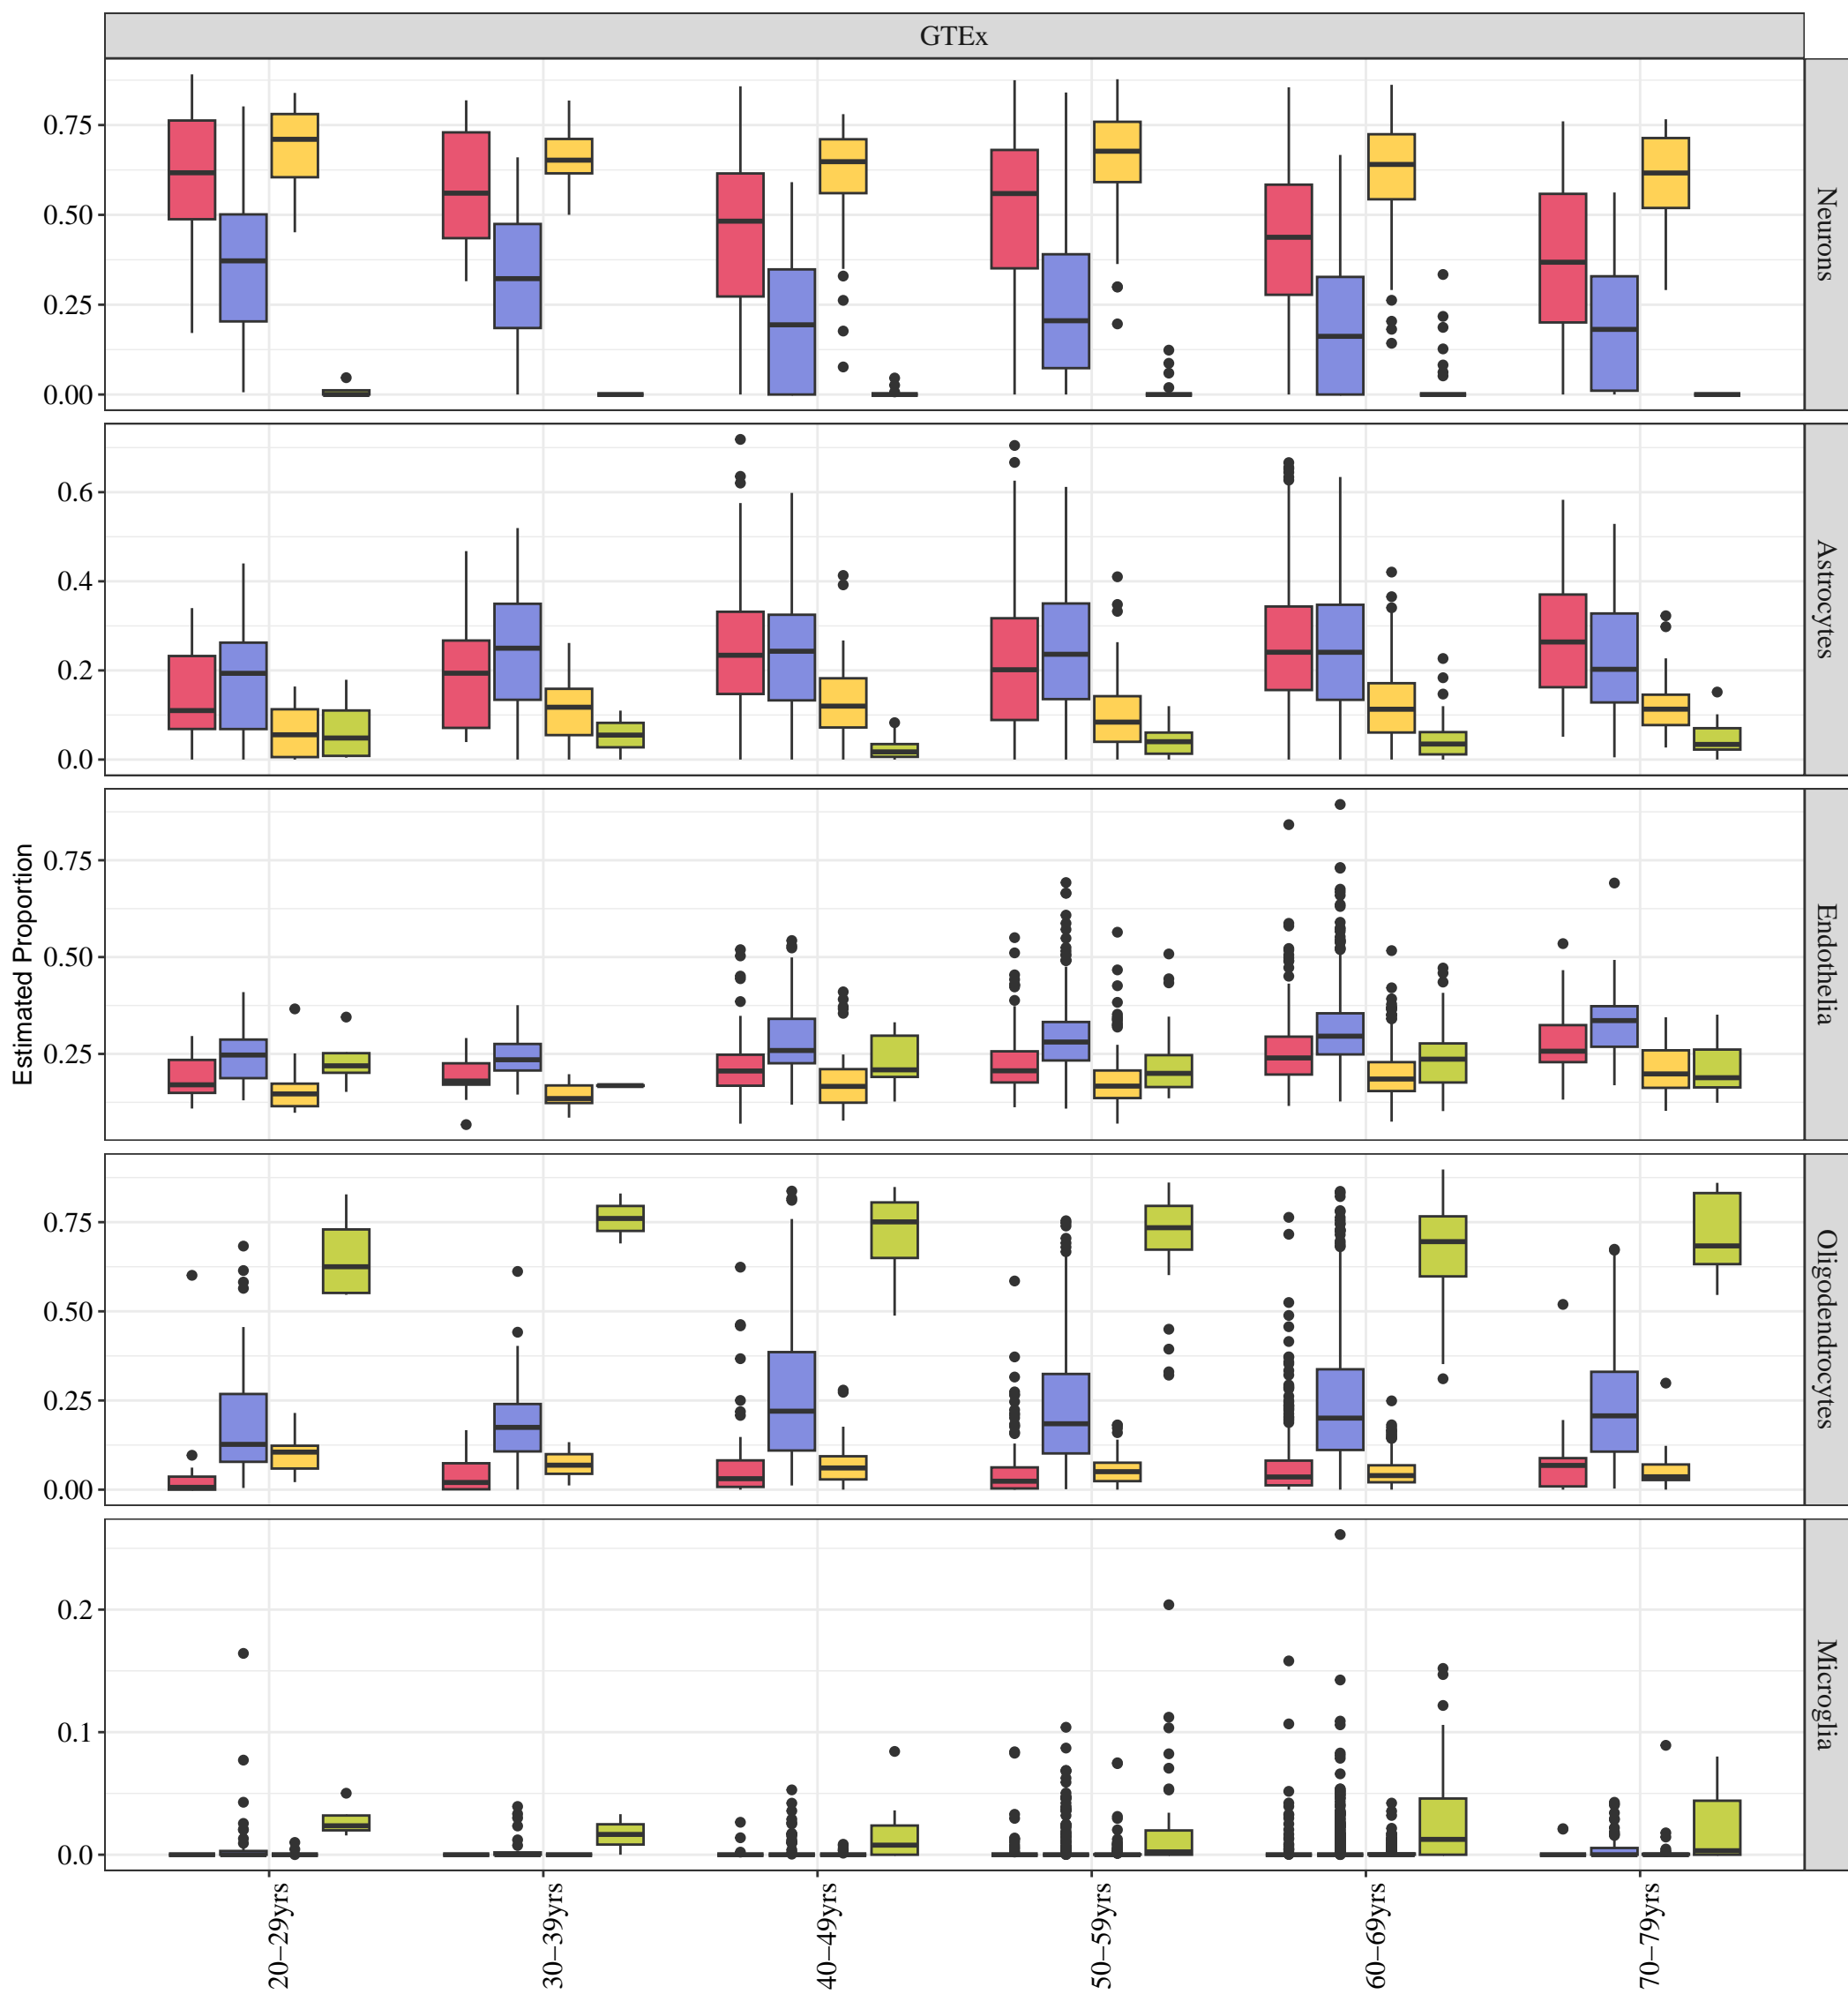 GTEx
Estimated Proportion
0.75
0.50
0.25
0.00
Neurons
0.6
0.4
0.2
0.0
Astrocytes
0.75
0.50
0.25
Endothelia
0.75
0.50
0.25
0.00
Oligodendrocytes
0.2
0.1
0.0
Microglia
20–29yrs
30–39yrs
40–49yrs
50–59yrs
60–69yrs
70–79yrs